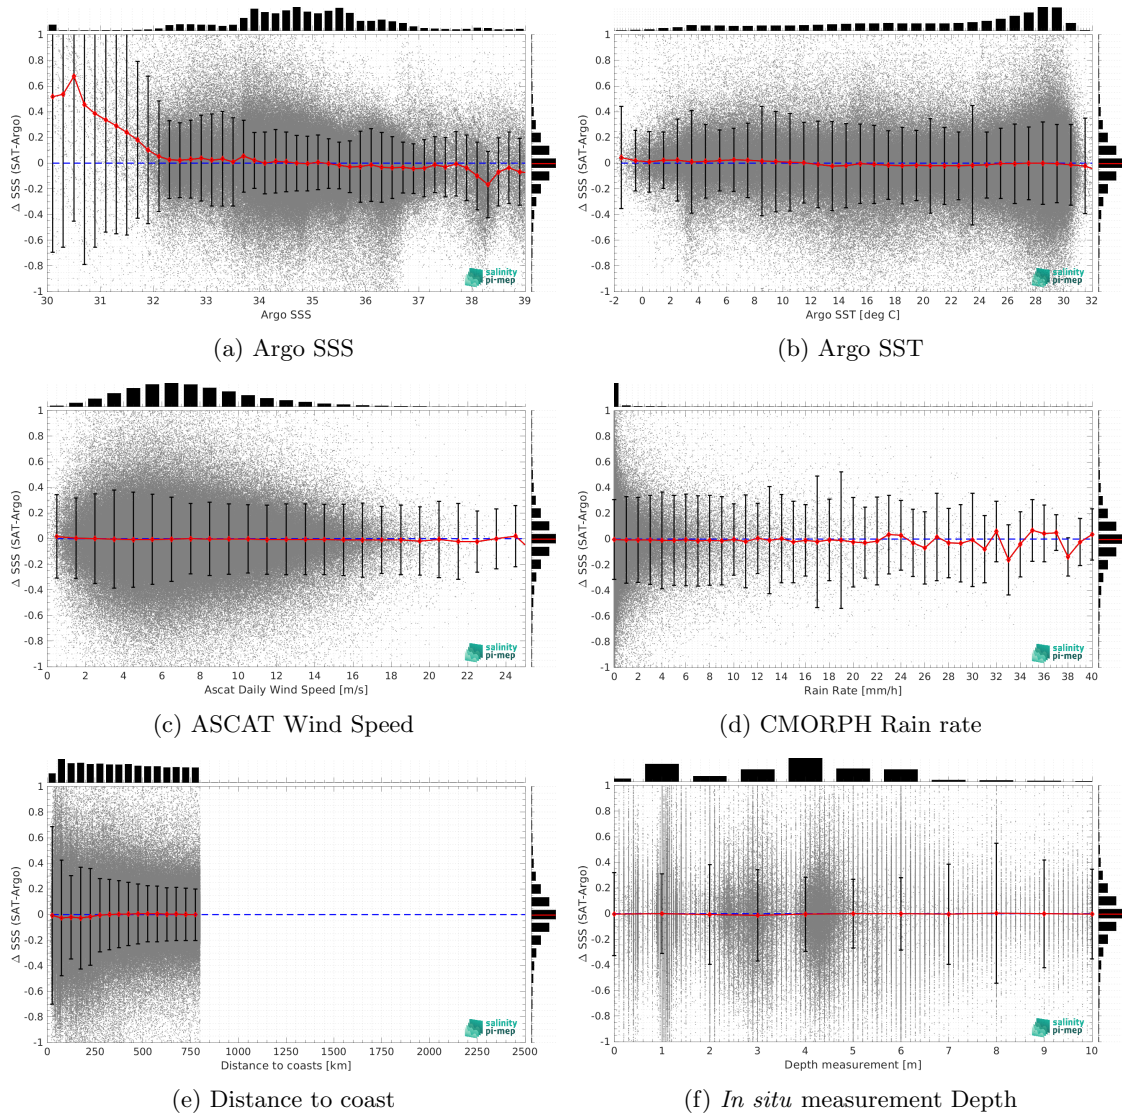 1
0.8
0.6
0.4
0.2
0
-0.2
-0.4
-0.6
-0.8
-1
Δ SSS (SAT-Argo)
30 31 32 33 34 35 36 37 38 39
Argo SSS
salinity
pi-mep
(a) Argo SSS
1
0.8
0.6
0.4
0.2
0
-0.2
-0.4
-0.6
-0.8
-1
Δ SSS (SAT-Argo)
-2 0 2 4 6 8 10 12 14 16 18 20 22 24 26 28 30 32
Argo SST [deg C]
salinity
pi-mep
(b) Argo SST
1
0.8
0.6
0.4
0.2
0
-0.2
-0.4
-0.6
-0.8
-1
Δ SSS (SAT-Argo)
0 2 4 6 8 10 12 14 16 18 20 22 24
Ascat Daily Wind Speed [m/s]
salinity
pi-mep
(c) ASCAT Wind Speed
1
0.8
0.6
0.4
0.2
0
-0.2
-0.4
-0.6
-0.8
-1
Δ SSS (SAT-Argo)
0 2 4 6 8 10 12 14 16 18 20 22 24 26 28 30 32 34 36 38 40
Rain Rate [mm/h]
salinity
pi-mep
(d) CMORPH Rain rate
1
0.8
0.6
0.4
0.2
0
-0.2
-0.4
-0.6
-0.8
-1
Δ SSS (SAT-Argo)
0 250 500 750 1000 1250 1500 1750 2000 2250 2500
Distance to coasts [km]
salinity
pi-mep
(e) Distance to coast
1
0.8
0.6
0.4
0.2
0
-0.2
-0.4
-0.6
-0.8
-1
Δ SSS (SAT-Argo)
0 1 2 3 4 5 6 7 8 9 10
Depth measurement [m]
salinity
pi-mep
(f) In situ measurement Depth